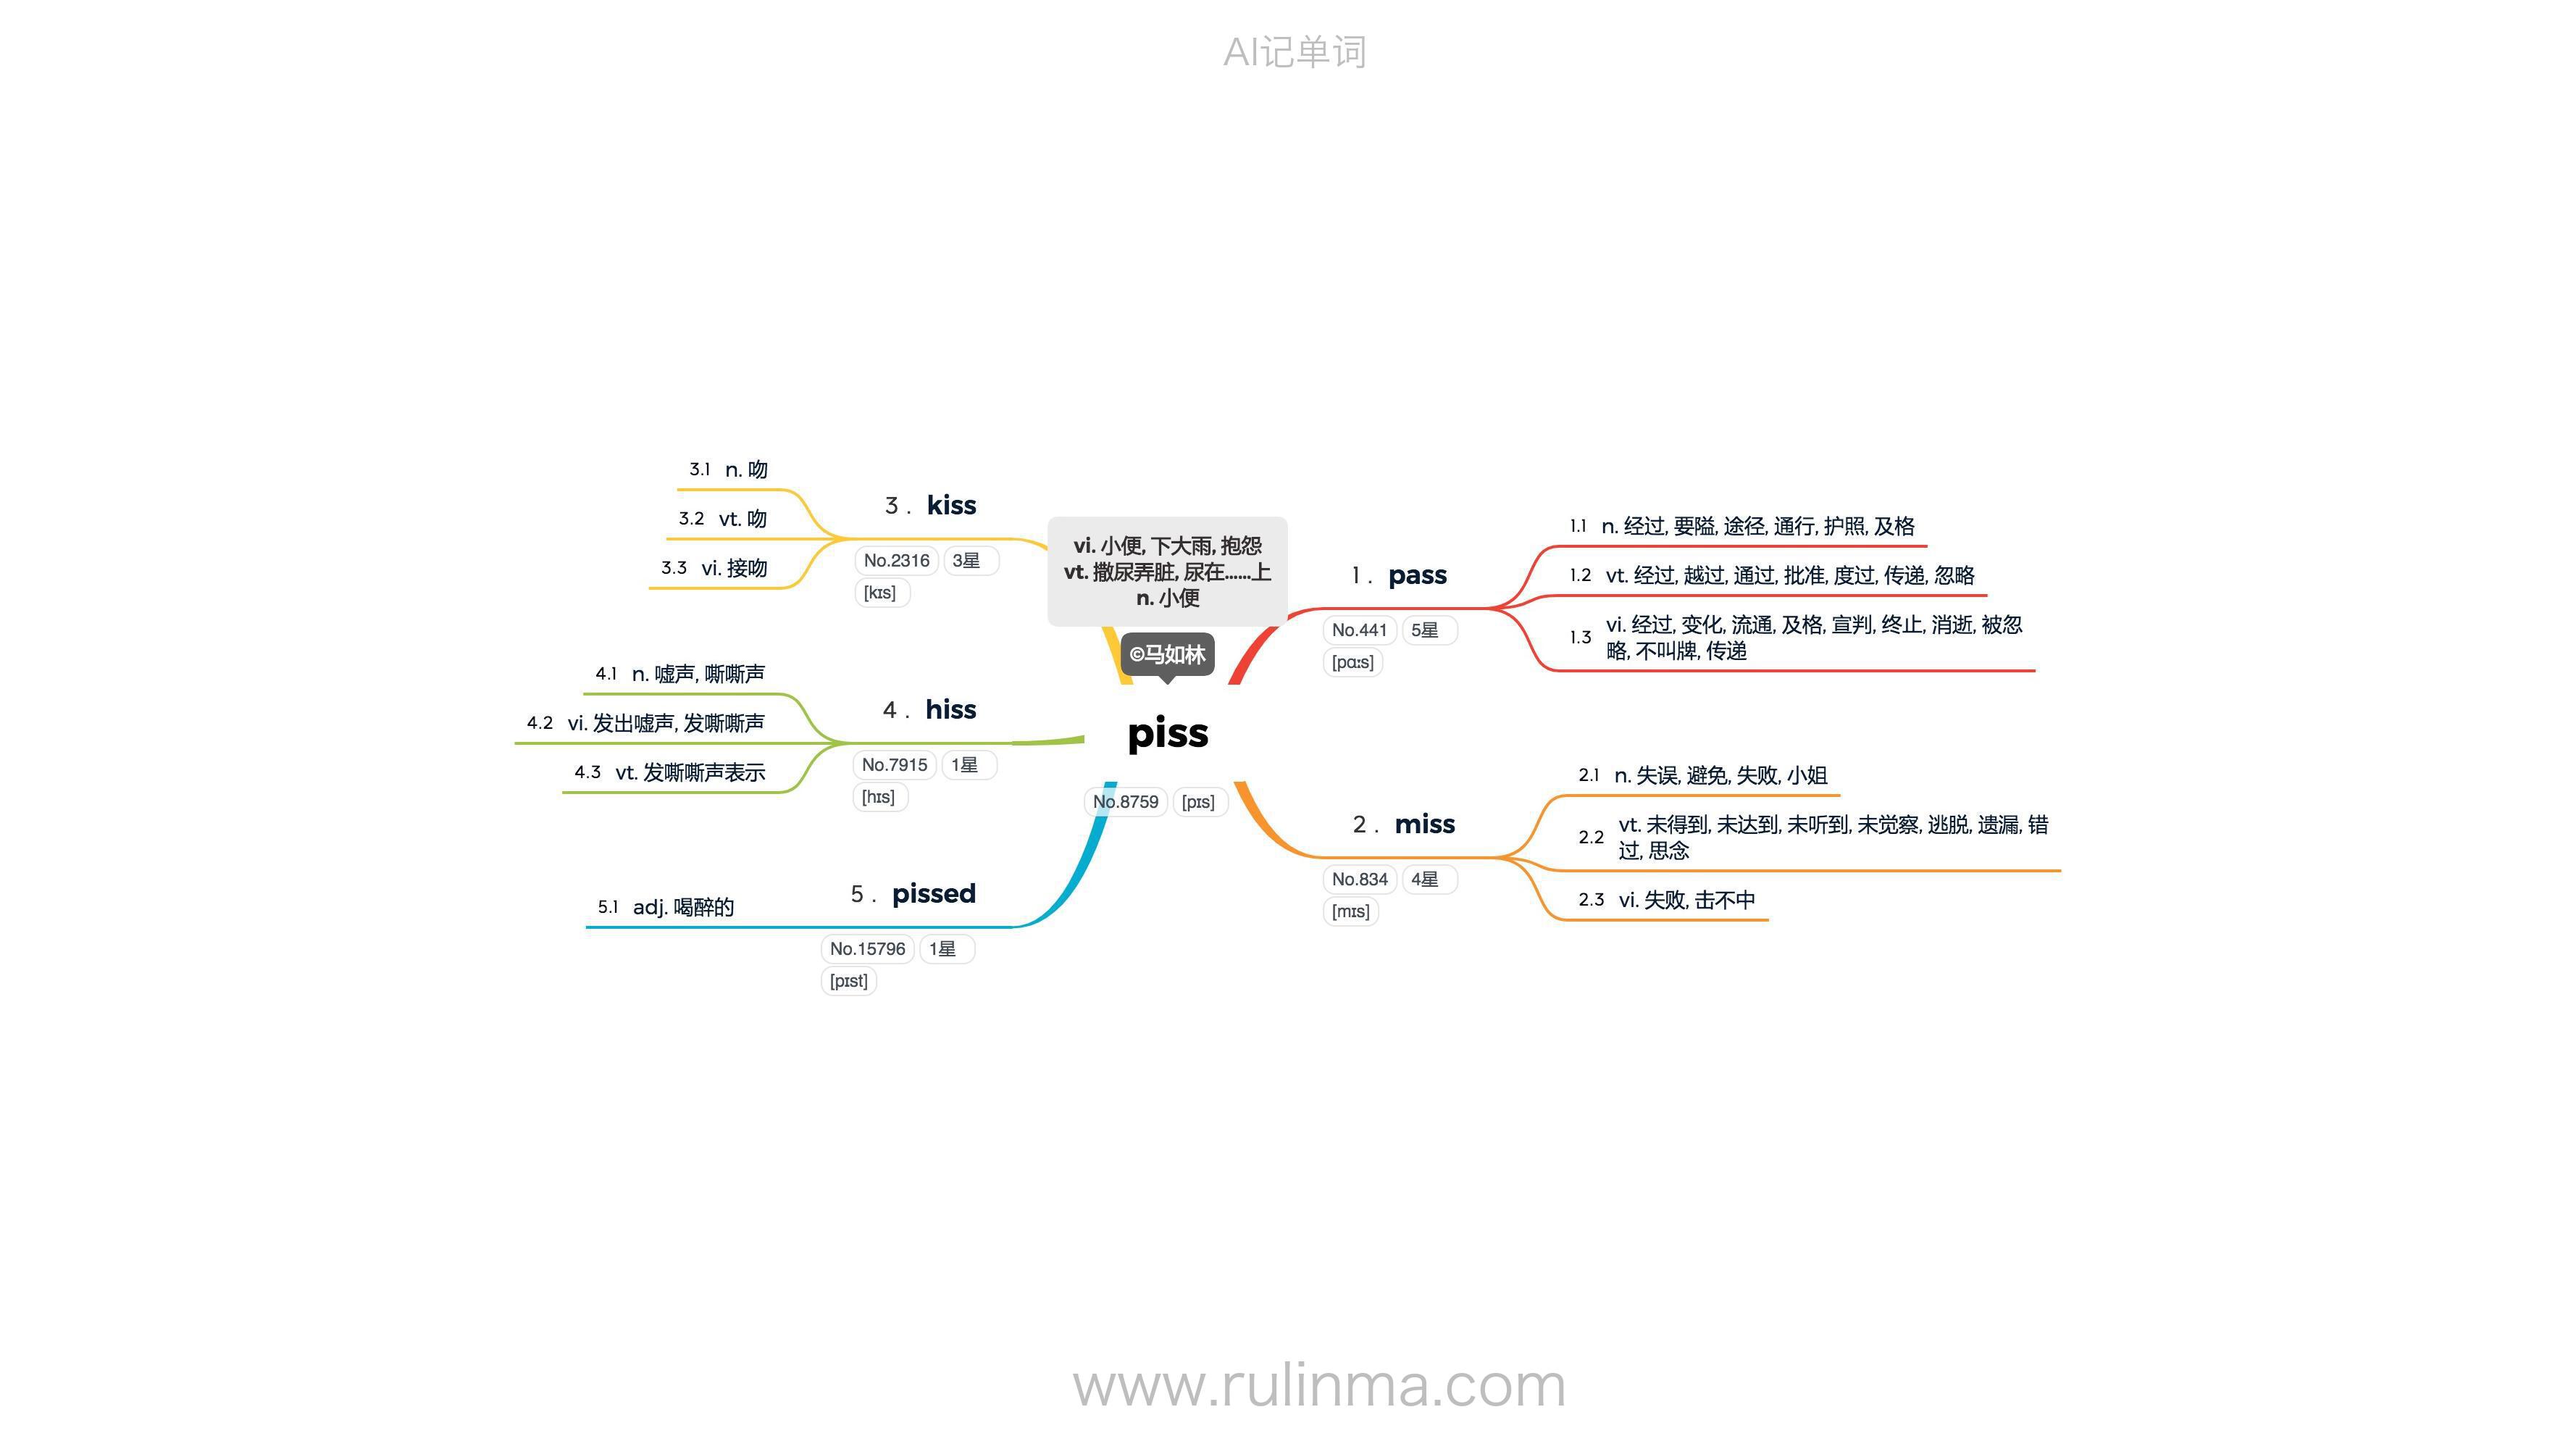 AI记单词
vi. 小便, 下大雨, 抱怨
vt. 撒尿弄脏, 尿在......上
n. 小便
©马如林
piss
No.8759 [pɪs]
1. pass
No.441 5星
[pɑːs]
1.1 n. 经过, 要隘, 途径, 通行, 护照, 及格
1.2 vt. 经过, 越过, 通过, 批准, 度过, 传递, 忽略
1.3 vi. 经过, 变化, 流通, 及格, 宣判, 终止, 消逝, 被忽
略, 不叫牌, 传递
2. miss
No.834 4星
[mɪs]
2.1 n. 失误, 避免, 失败, 小姐
2.2 vt. 未得到, 未达到, 未听到, 未觉察, 逃脱, 遗漏, 错
过, 思念
2.3 vi. 失败, 击不中
3. kiss
No.2316 3星
[kɪs]
3.1 n. 吻
3.2 vt. 吻
3.3 vi. 接吻
4. hiss
No.7915 1星
[hɪs]
4.1 n. 嘘声, 嘶嘶声
4.2 vi. 发出嘘声, 发嘶嘶声
4.3 vt. 发嘶嘶声表示
5. pissed
No.15796 1星
[pɪst]
5.1 adj. 喝醉的
www.rulinma.com